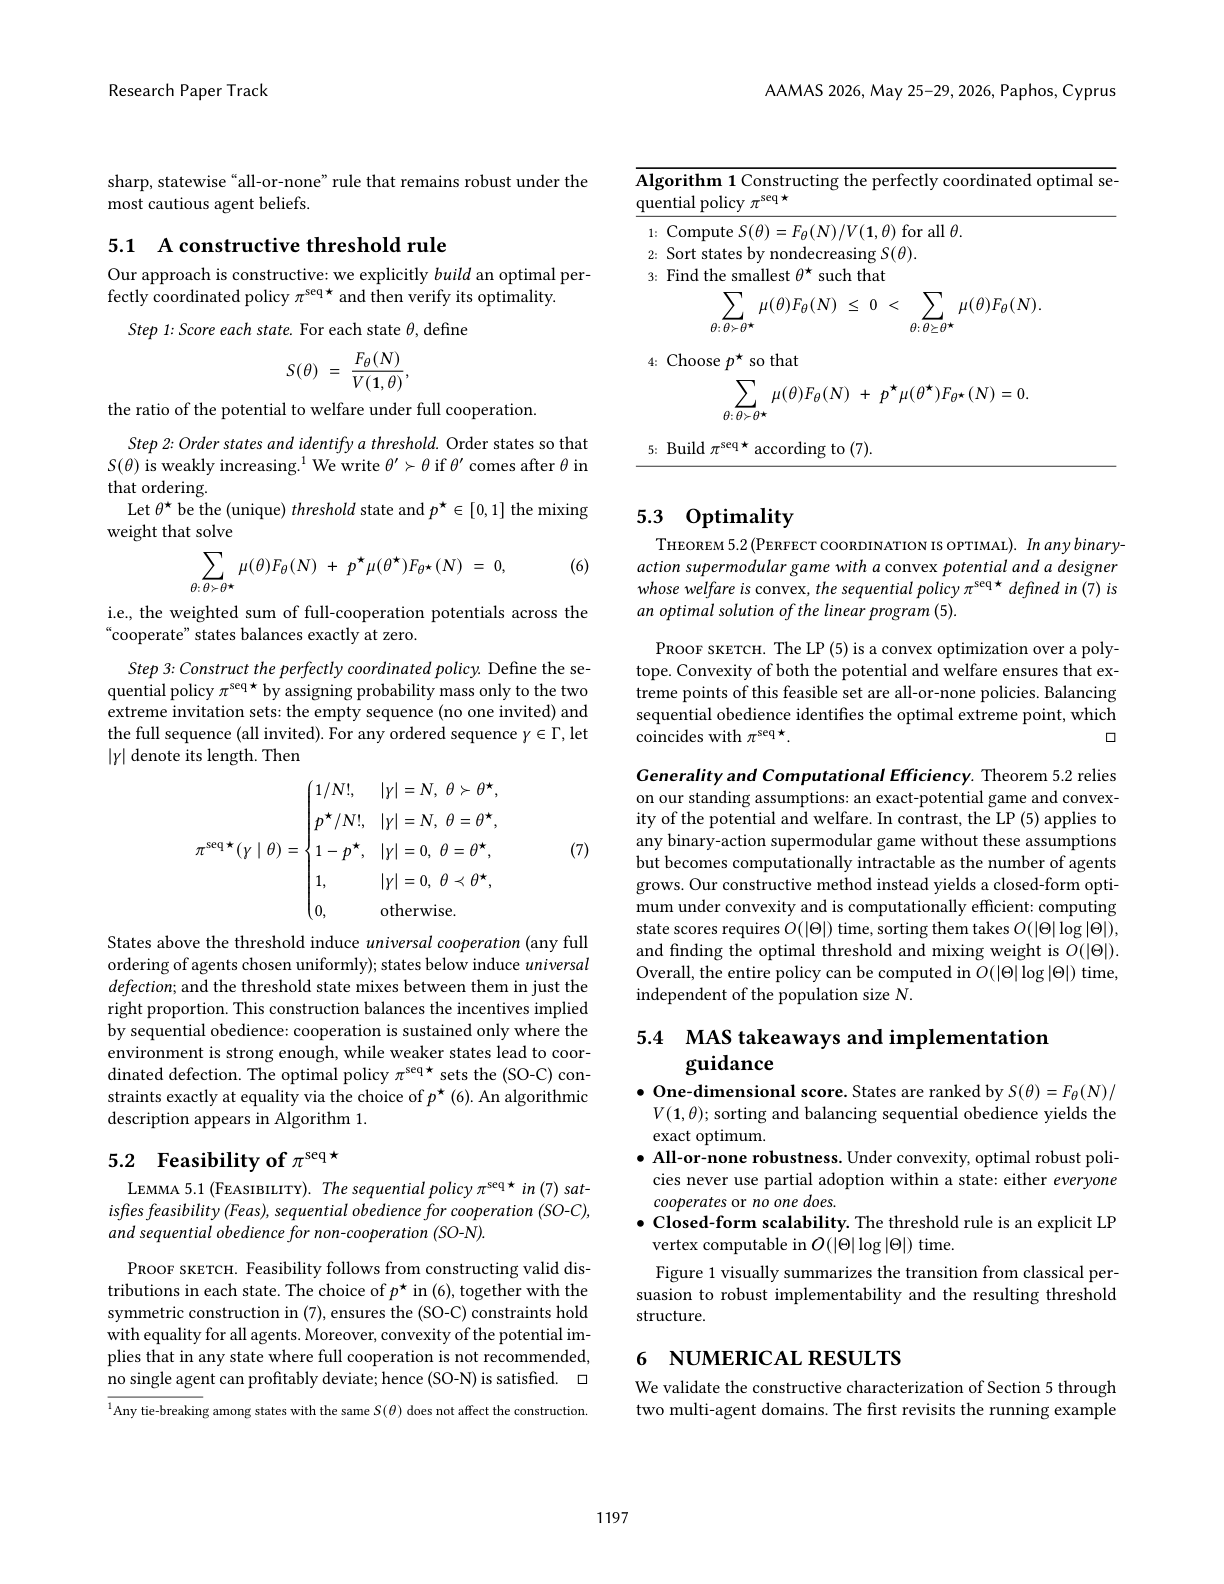 Research Paper Track
AAMAS 2026, May 25–29, 2026, Paphos, Cyprus
sharp, statewise “all-or-none” rule that remains robust under the
most cautious agent beliefs.
5.1 A constructive threshold rule
Our approach is constructive: we explicitly build an optimal per-
fectly coordinated policy π^{seq★} and then verify its optimality.
Step 1: Score each state. For each state θ, define
S(θ) = F_θ(N) / V(1, θ),
the ratio of the potential to welfare under full cooperation.
Step 2: Order states and identify a threshold. Order states so that
S(θ) is weakly increasing.¹ We write θ′ ≻ θ if θ′ comes after θ in
that ordering.
Let θ★ be the (unique) threshold state and p★ ∈ [0, 1] the mixing
weight that solve
∑_{θ: θ≻θ★} μ(θ)F_θ(N) + p★μ(θ★)F_{θ★}(N) = 0, (6)
i.e., the weighted sum of full-cooperation potentials across the
“cooperate” states balances exactly at zero.
Step 3: Construct the perfectly coordinated policy. Define the se-
quential policy π^{seq★} by assigning probability mass only to the two
extreme invitation sets: the empty sequence (no one invited) and
the full sequence (all invited). For any ordered sequence γ ∈ Γ, let
|γ| denote its length. Then
1/N!, |γ| = N, θ ≻ θ★,
p★/N!, |γ| = N, θ = θ★,
π^{seq★}(γ | θ) = { 1 − p★, |γ| = 0, θ = θ★, (7)
1, |γ| = 0, θ ≺ θ★,
0, otherwise.
States above the threshold induce universal cooperation (any full
ordering of agents chosen uniformly); states below induce universal
defection; and the threshold state mixes between them in just the
right proportion. This construction balances the incentives implied
by sequential obedience: cooperation is sustained only where the
environment is strong enough, while weaker states lead to coor-
dinated defection. The optimal policy π^{seq★} sets the (SO-C) con-
straints exactly at equality via the choice of p★ (6). An algorithmic
description appears in Algorithm 1.
5.2 Feasibility of π^{seq★}
Lemma 5.1 (Feasibility). The sequential policy π^{seq★} in (7) sat-
isfies feasibility (Feas), sequential obedience for cooperation (SO-C),
and sequential obedience for non-cooperation (SO-N).
Proof sketch. Feasibility follows from constructing valid dis-
tributions in each state. The choice of p★ in (6), together with the
symmetric construction in (7), ensures the (SO-C) constraints hold
with equality for all agents. Moreover, convexity of the potential im-
plies that in any state where full cooperation is not recommended,
no single agent can profitably deviate; hence (SO-N) is satisfied. □
¹Any tie-breaking among states with the same S(θ) does not affect the construction.
Algorithm 1 Constructing the perfectly coordinated optimal se-
quential policy π^{seq★}
1: Compute S(θ) = F_θ(N)/V(1, θ) for all θ.
2: Sort states by nondecreasing S(θ).
3: Find the smallest θ★ such that
∑_{θ: θ≻θ★} μ(θ)F_θ(N) ≤ 0 < ∑_{θ: θ⪰θ★} μ(θ)F_θ(N).
4: Choose p★ so that
∑_{θ: θ≻θ★} μ(θ)F_θ(N) + p★μ(θ★)F_{θ★}(N) = 0.
5: Build π^{seq★} according to (7).
5.3 Optimality
Theorem 5.2 (Perfect coordination is optimal). In any binary-
action supermodular game with a convex potential and a designer
whose welfare is convex, the sequential policy π^{seq★} defined in (7) is
an optimal solution of the linear program (5).
Proof sketch. The LP (5) is a convex optimization over a poly-
tope. Convexity of both the potential and welfare ensures that ex-
treme points of this feasible set are all-or-none policies. Balancing
sequential obedience identifies the optimal extreme point, which
coincides with π^{seq★}. □
Generality and Computational Efficiency. Theorem 5.2 relies
on our standing assumptions: an exact-potential game and convex-
ity of the potential and welfare. In contrast, the LP (5) applies to
any binary-action supermodular game without these assumptions
but becomes computationally intractable as the number of agents
grows. Our constructive method instead yields a closed-form opti-
mum under convexity and is computationally efficient: computing
state scores requires O(|Θ|) time, sorting them takes O(|Θ| log |Θ|),
and finding the optimal threshold and mixing weight is O(|Θ|).
Overall, the entire policy can be computed in O(|Θ| log |Θ|) time,
independent of the population size N.
5.4 MAS takeaways and implementation
guidance
• One-dimensional score. States are ranked by S(θ) = F_θ(N)/
V(1, θ); sorting and balancing sequential obedience yields the
exact optimum.
• All-or-none robustness. Under convexity, optimal robust poli-
cies never use partial adoption within a state: either everyone
cooperates or no one does.
• Closed-form scalability. The threshold rule is an explicit LP
vertex computable in O(|Θ| log |Θ|) time.
Figure 1 visually summarizes the transition from classical per-
suasion to robust implementability and the resulting threshold
structure.
6 NUMERICAL RESULTS
We validate the constructive characterization of Section 5 through
two multi-agent domains. The first revisits the running example
1197